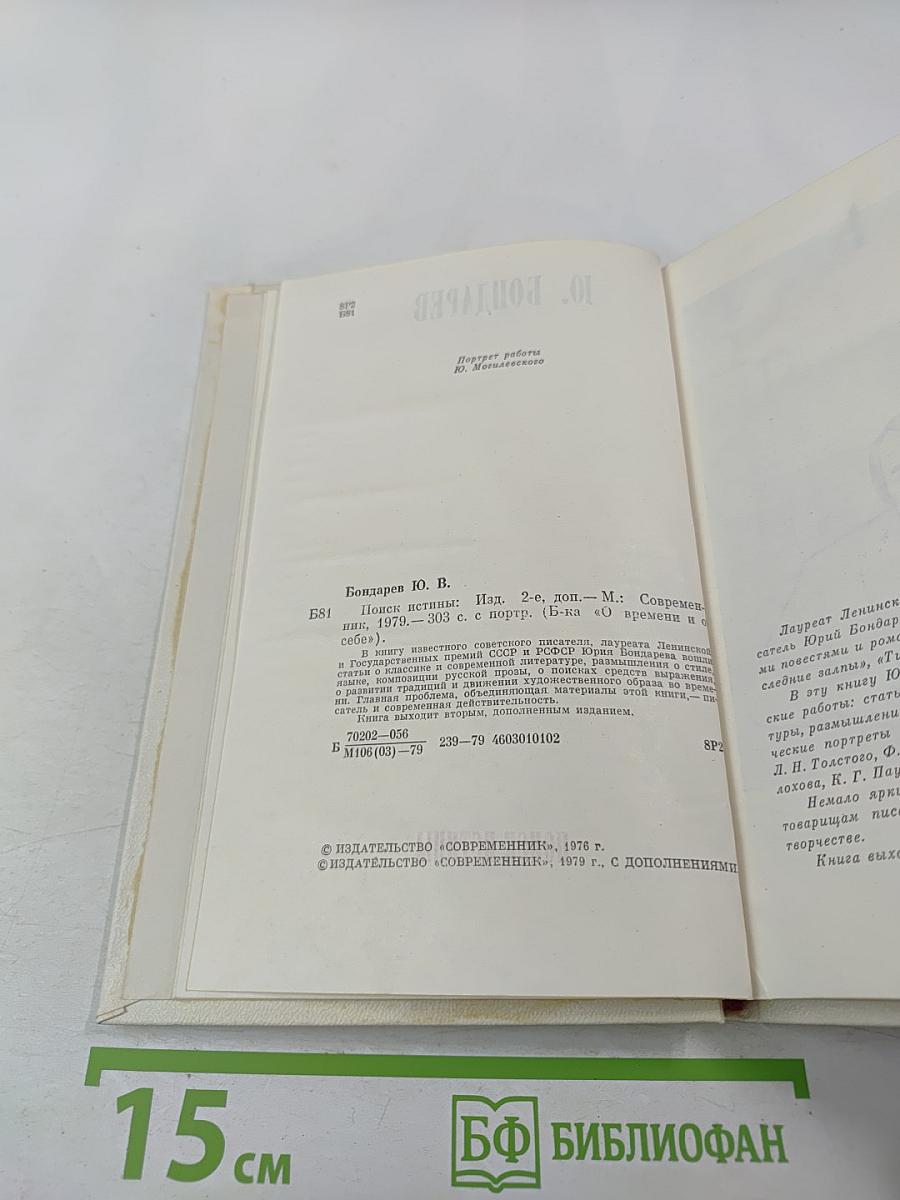 Ю. БОНДАРЕВ
8Р2
Б81
Портрет работы
Ю. Могилевского
Бондарев Ю. В.
Б81 Поиск истины: Изд. 2-е, доп.— М.: Современ-
ник, 1979.— 303 с. с портр. (Б-ка «О времени и о
себе»).
В книгу известного советского писателя, лауреата Ленинской
и Государственных премий СССР и РСФСР Юрия Бондарева вошли
статьи о классике и современной литературе, размышления о стиле,
языке, композиции русской прозы, о поисках средств выражения,
о развитии традиций и движении художественного образа во време-
ни. Главная проблема, объединяющая материалы этой книги,— пи-
сатель и современная действительность.
Книга выходит вторым, дополненным изданием.
Б 70202—056
М106(03)—79 239—79 4603010102 8Р2
© ИЗДАТЕЛЬСТВО «СОВРЕМЕННИК», 1976 г.
© ИЗДАТЕЛЬСТВО «СОВРЕМЕННИК», 1979 г., С ДОПОЛНЕНИЯМИ
Лауреат Ленинск
сатель Юрий Бондар
ми повестями и рома
следние залпы», «Ти
В эту книгу Ю
ские работы: стать
туры, размышлени
ческие портреты
Л. Н. Толстого, Ф.
лохова, К. Г. Пау
Немало ярки
товарищам писа
творчестве.
Книга выхо
15 см
БФ БИБЛИОФАН